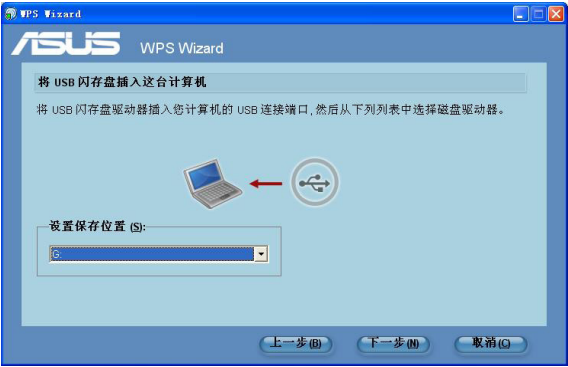 WPS Wizard
ASUS WPS Wizard
将 USB 闪存盘插入这台计算机
将 USB 闪存盘驱动器插入您计算机的 USB 连接端口,然后从下列列表中选择磁盘驱动器。
设置保存位置 (S):
G:
上一步(B) 下一步(N) 取消(C)